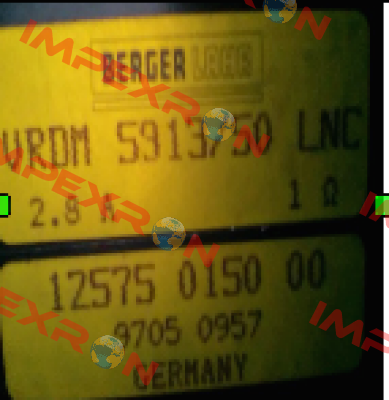 BERGER LAHR
VRDM 5913/50 LNC
2.8 A 1 Ω
12575 0150 00
9705 0957
GERMANY
IMPEXRON
IMPEXRON
IMPEXRON